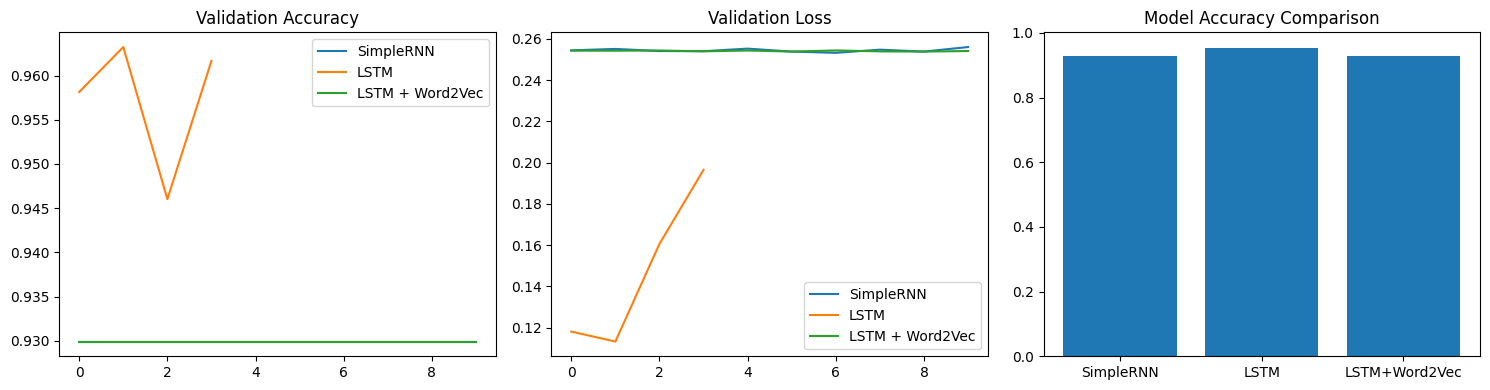 Validation Accuracy
0.960
0.955
0.950
0.945
0.940
0.935
0.930
0 2 4 6 8
SimpleRNN
LSTM
LSTM + Word2Vec
Validation Loss
0.26
0.24
0.22
0.20
0.18
0.16
0.14
0.12
0 2 4 6 8
SimpleRNN
LSTM
LSTM + Word2Vec
Model Accuracy Comparison
1.0
0.8
0.6
0.4
0.2
0.0
SimpleRNN LSTM LSTM+Word2Vec